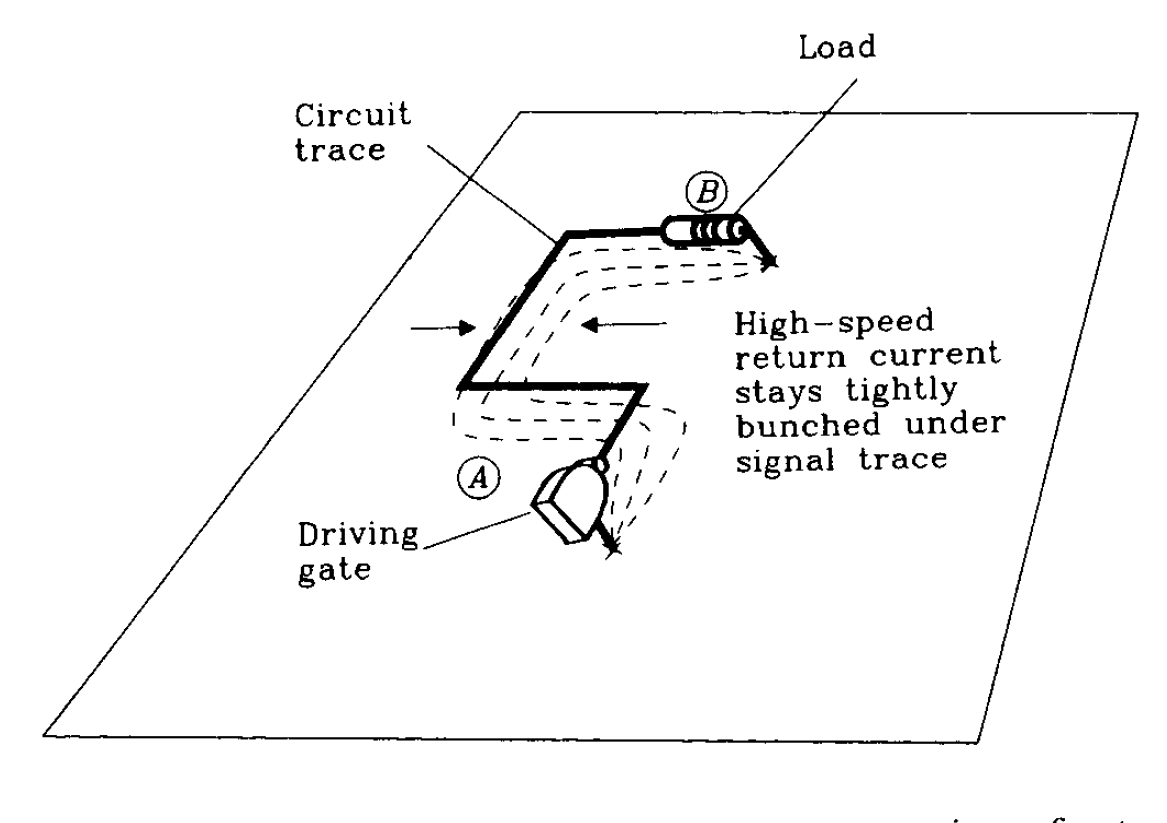 Load
Circuit
trace
B
High-speed
return current
stays tightly
bunched under
signal trace
A
Driving
gate